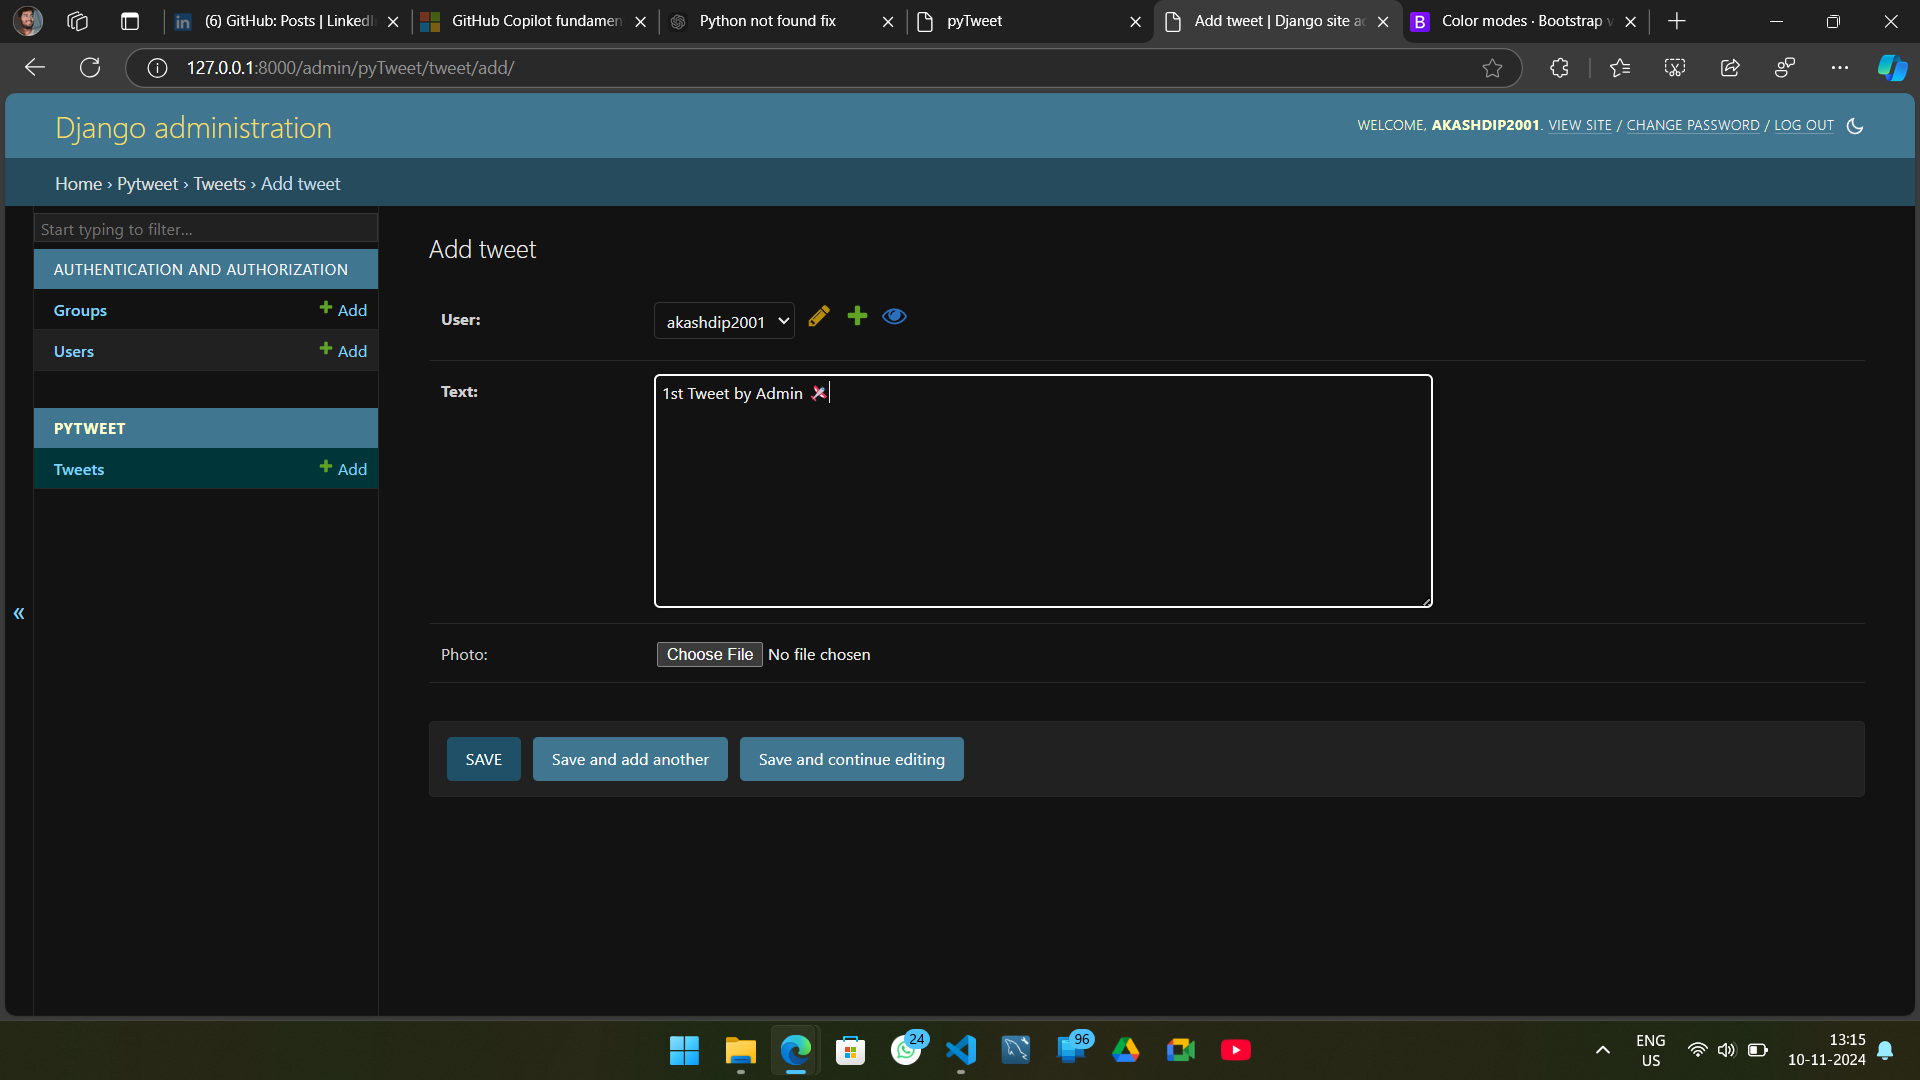 (6) GitHub: Posts | LinkedI
GitHub Copilot fundamen
Python not found fix
pyTweet
Add tweet | Django site ad
Color modes · Bootstrap v
127.0.0.1:8000/admin/pyTweet/tweet/add/
Django administration
WELCOME, AKASHDIP2001. VIEW SITE / CHANGE PASSWORD / LOG OUT
Home › Pytweet › Tweets › Add tweet
Start typing to filter...
AUTHENTICATION AND AUTHORIZATION
Groups
Add
Users
Add
PYTWEET
Tweets
Add
Add tweet
User:
akashdip2001
Text:
1st Tweet by Admin 🚀
Photo:
Choose File No file chosen
SAVE
Save and add another
Save and continue editing
24
96
ENG
US
13:15
10-11-2024